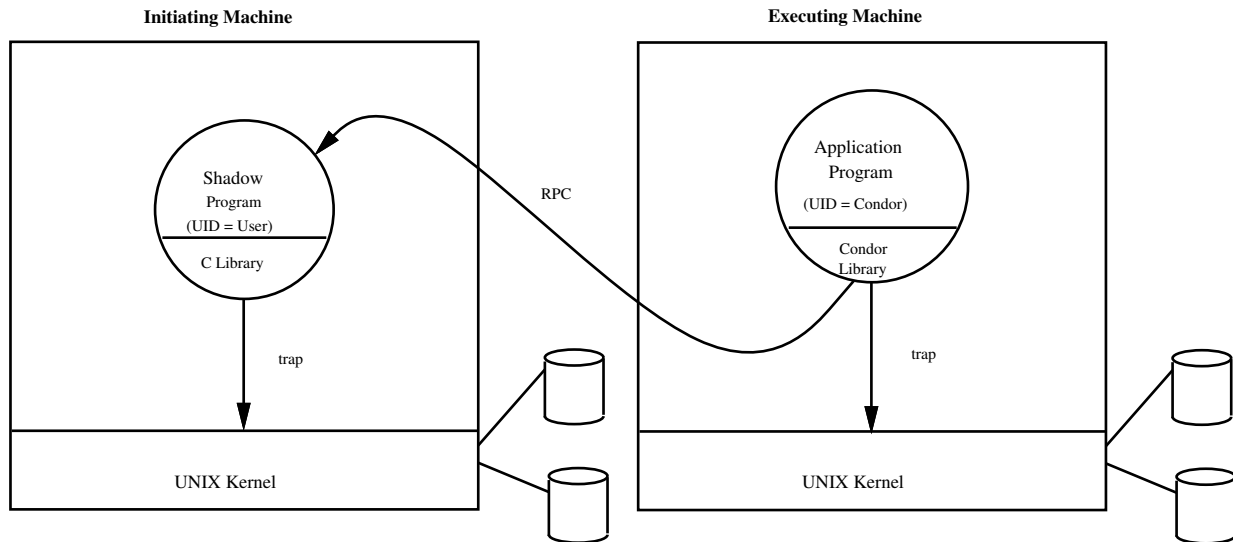 Initiating Machine
Executing Machine
Shadow
Program
(UID = User)
C Library
trap
UNIX Kernel
RPC
Application
Program
(UID = Condor)
Condor
Library
trap
UNIX Kernel